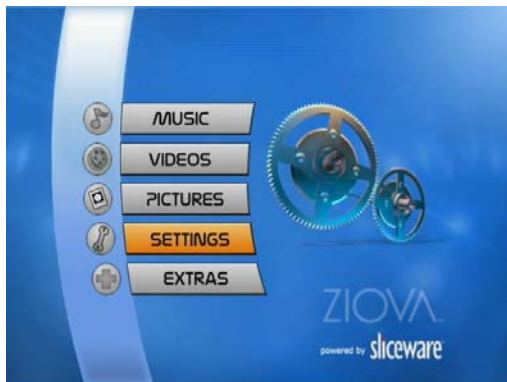 MUSIC
VIDEOS
PICTURES
SETTINGS
EXTRAS
ZIOVA
powered by sliceware